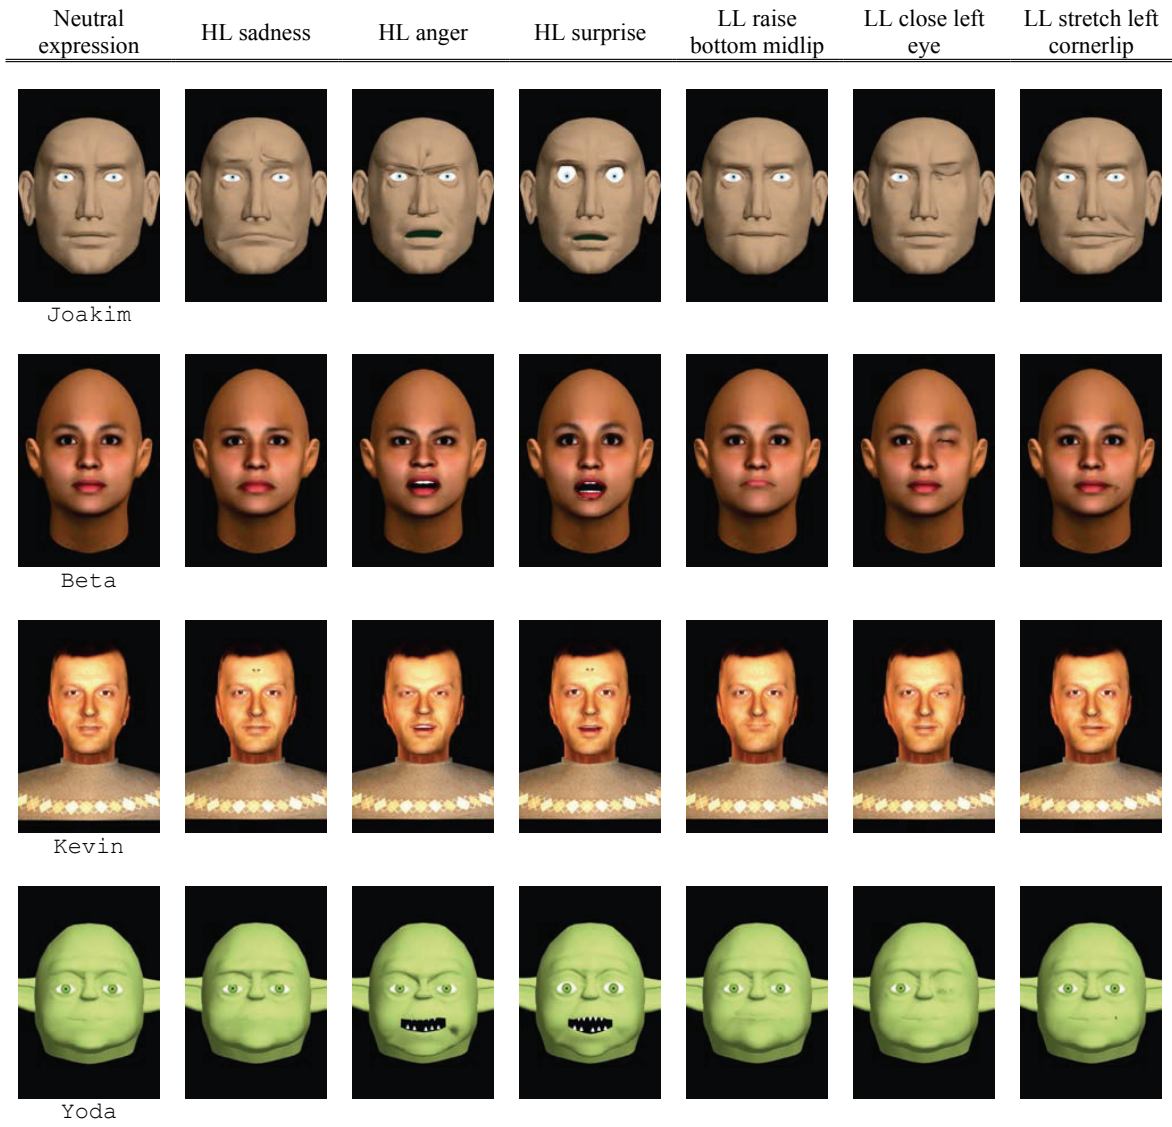 Neutral
expression
HL sadness
HL anger
HL surprise
LL raise
bottom midlip
LL close left
eye
LL stretch left
cornerlip
Joakim
Beta
Kevin
Yoda